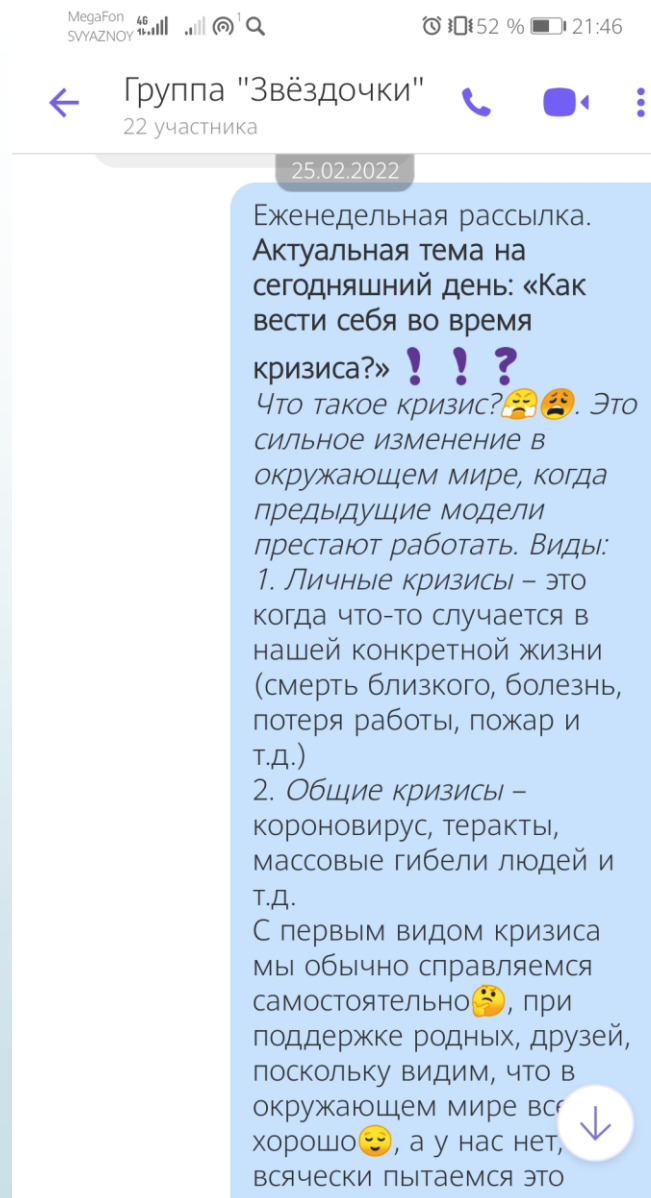 MegaFon
SVYAZNOY
4G
1
52 %
21:46
Группа "Звёздочки"
22 участника
25.02.2022
Еженедельная рассылка.
Актуальная тема на
сегодняшний день: «Как
вести себя во время
кризиса?»❗❗❓
Что такое кризис?😤😩. Это
сильное изменение в
окружающем мире, когда
предыдущие модели
престают работать. Виды:
1. Личные кризисы – это
когда что-то случается в
нашей конкретной жизни
(смерть близкого, болезнь,
потеря работы, пожар и
т.д.)
2. Общие кризисы –
короновирус, теракты,
массовые гибели людей и
т.д.
С первым видом кризиса
мы обычно справляемся
самостоятельно🤔, при
поддержке родных, друзей,
поскольку видим, что в
окружающем мире все
хорошо😌, а у нас нет,
всячески пытаемся это